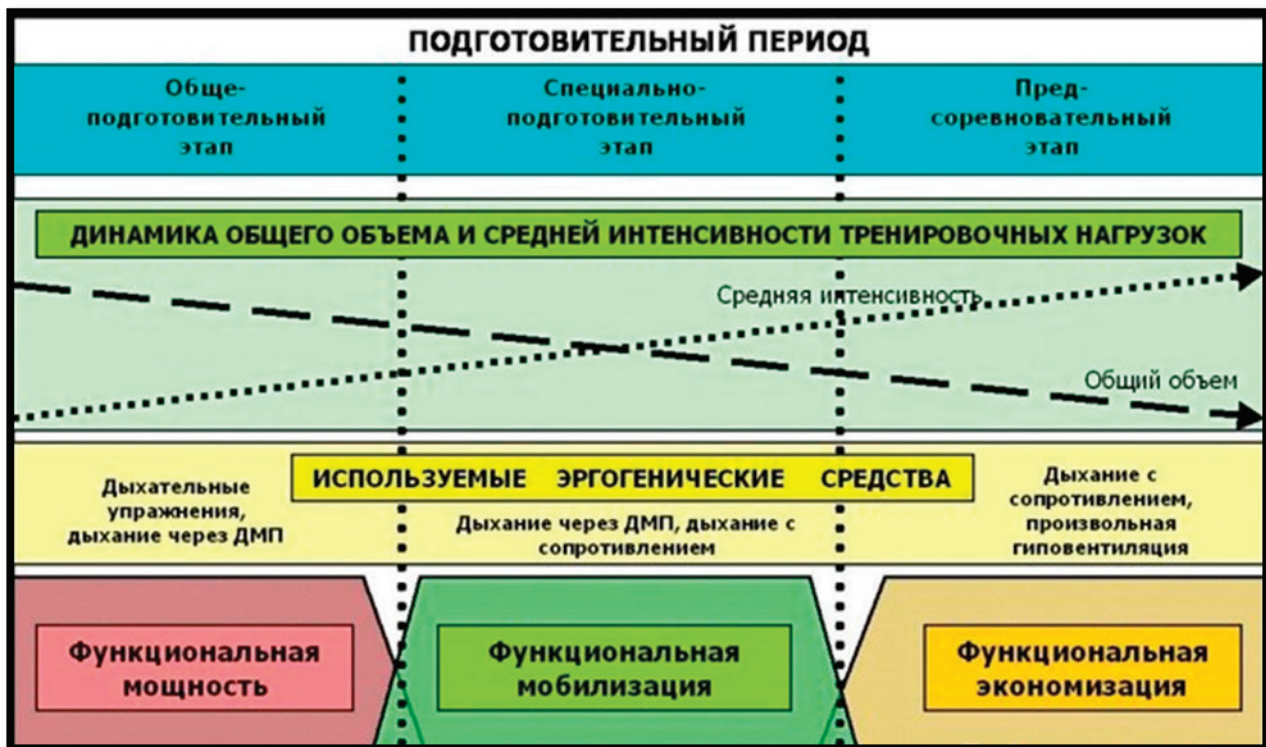 ПОДГОТОВИТЕЛЬНЫЙ ПЕРИОД
Обще-
подготовительный
этап
Специально-
подготовительный
этап
Пред-
соревновательный
этап
ДИНАМИКА ОБЩЕГО ОБЪЕМА И СРЕДНЕЙ ИНТЕНСИВНОСТИ ТРЕНИРОВОЧНЫХ НАГРУЗОК
Средняя интенсивность
Общий объем
ИСПОЛЬЗУЕМЫЕ ЭРГОГЕНИЧЕСКИЕ СРЕДСТВА
Дыхательные
упражнения,
дыхание через ДМП
Дыхание через ДМП, дыхание с
сопротивлением
Дыхание с
сопротивлением,
произвольная
гиповентиляция
Функциональная
мощность
Функциональная
мобилизация
Функциональная
экономизация